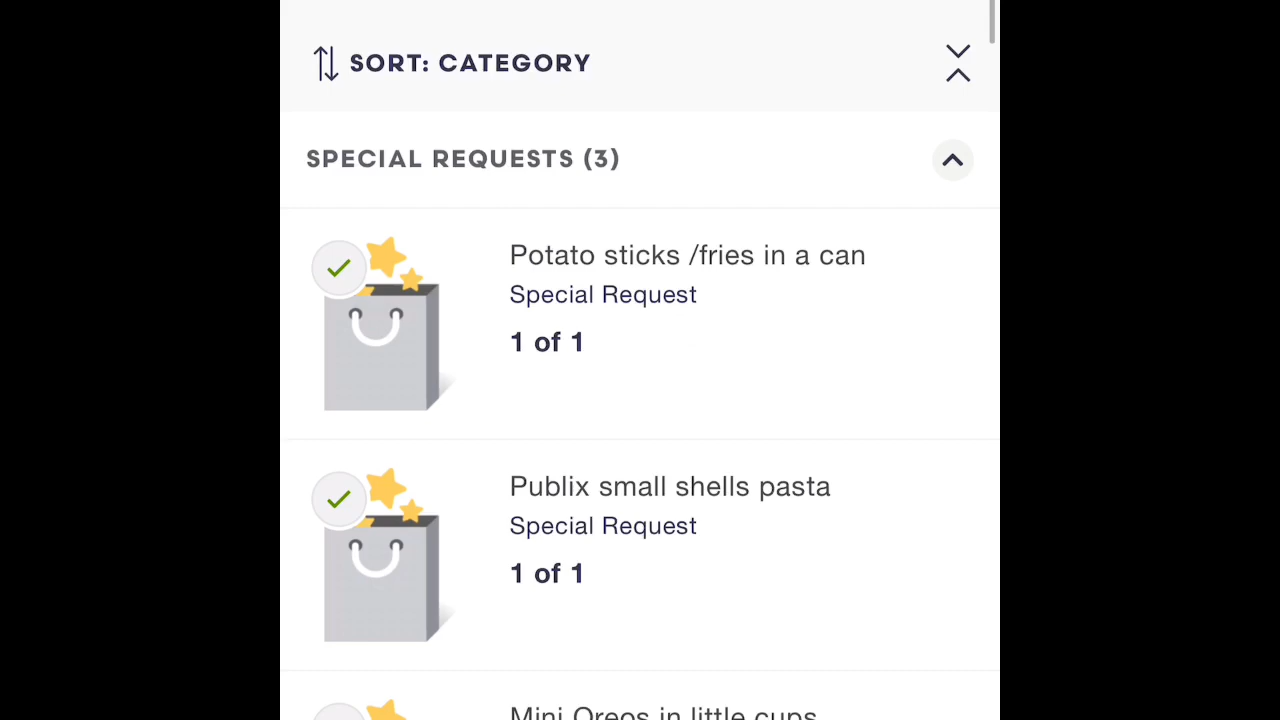 SORT: CATEGORY
SPECIAL REQUESTS (3)
Potato sticks /fries in a can
Special Request
1 of 1
Publix small shells pasta
Special Request
1 of 1
Mini Oreos in little cups